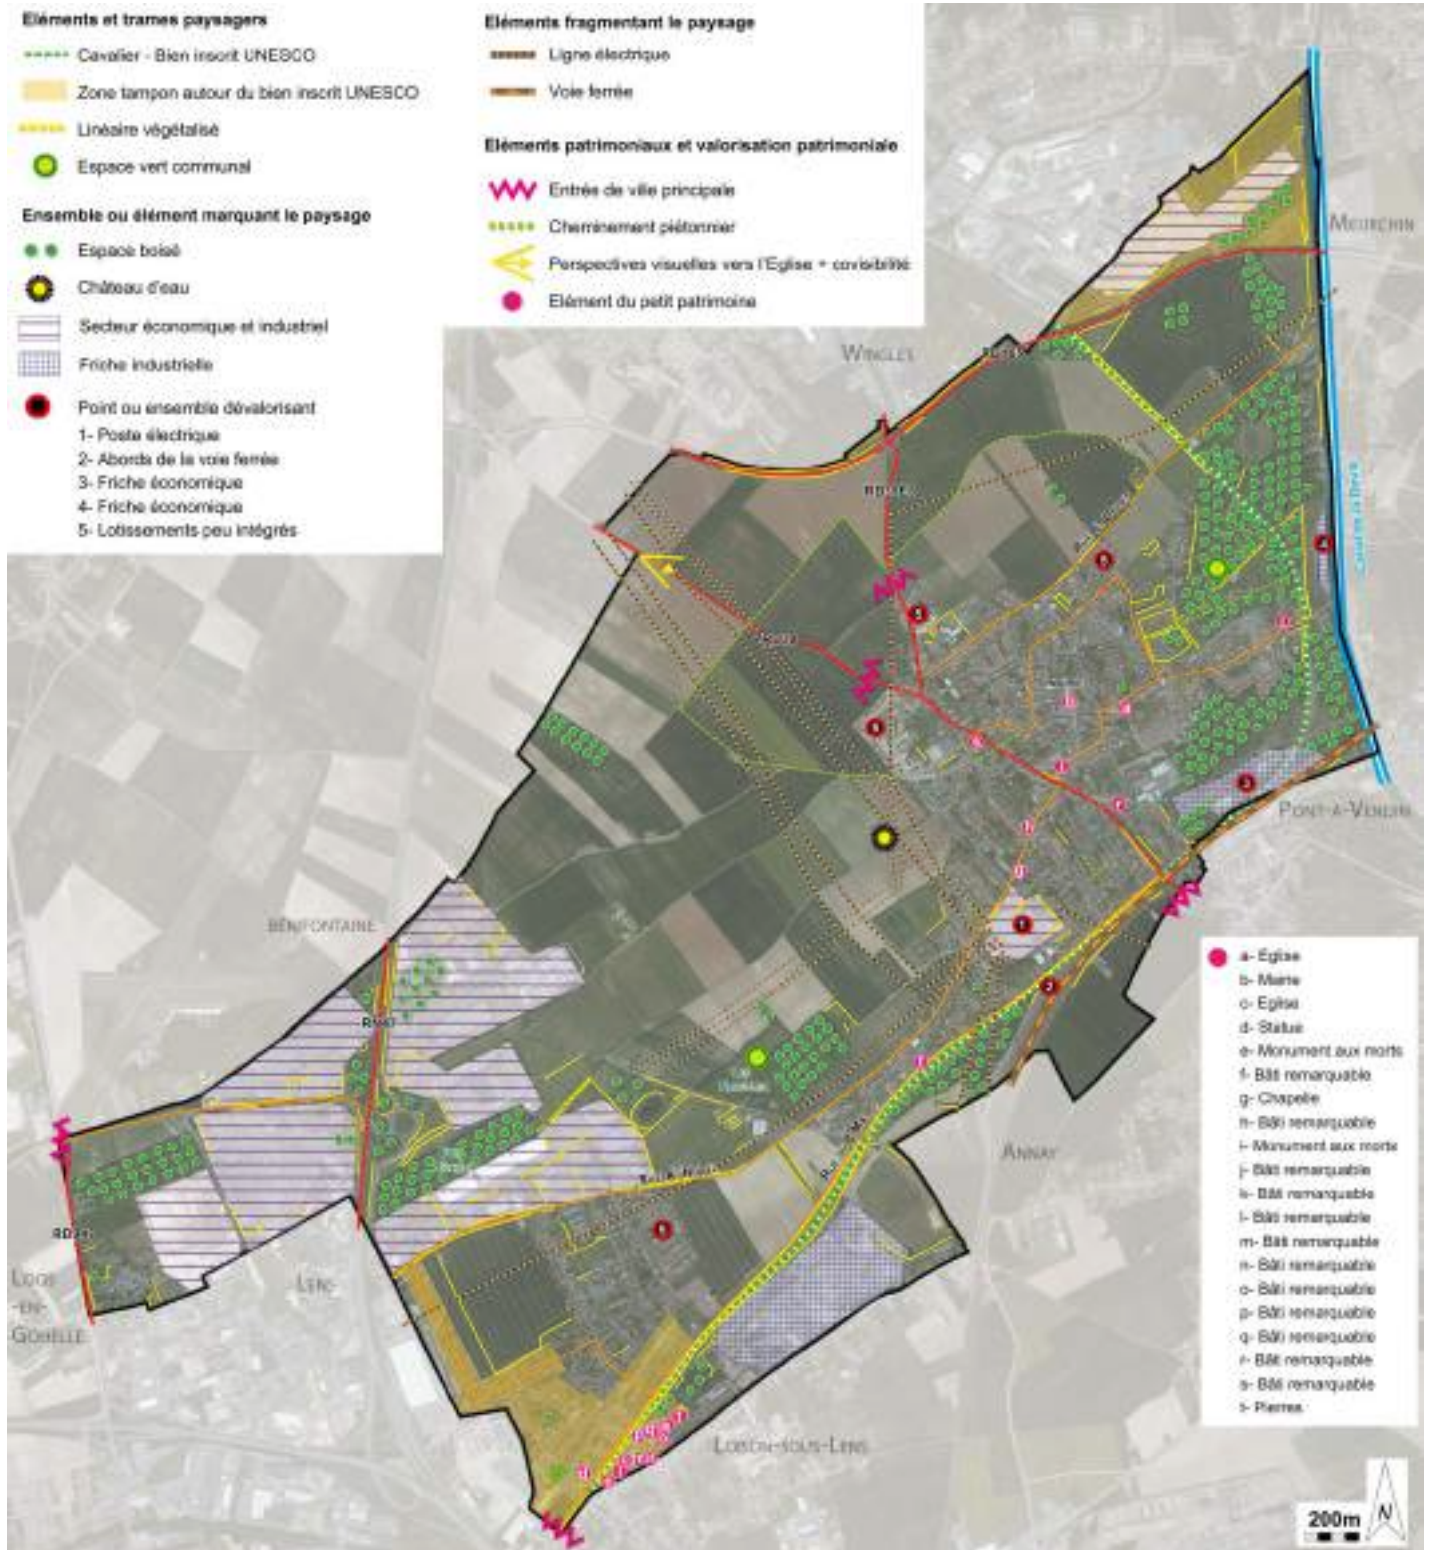 Eléments et trames paysagers
Cavalier - Bien inscrit UNESCO
Zone tampon autour du bien inscrit UNESCO
Linéaire végétalisé
Espace vert communal
Ensemble ou élément marquant le paysage
Espace boisé
Château d'eau
Secteur économique et industriel
Friche industrielle
Point ou ensemble dévalorisant
1- Poste électrique
2- Abords de la voie ferrée
3- Friche économique
4- Friche économique
5- Lotissements peu intégrés
Eléments fragmentant le paysage
Ligne électrique
Voie ferrée
Eléments patrimoniaux et valorisation patrimoniale
Entrée de ville principale
Cheminement piétonnier
Perspectives visuelles vers l'Eglise + covisibilité
Elément du petit patrimoine
MEURCHIN
WINGLES
PONT-A-VENDIN
BÉNIFONTAINE
ANNAY
LENS
LOOS
-EN-
GOHELLE
LOISON-SOUS-LENS
a- Eglise
b- Mairie
c- Eglise
d- Statue
e- Monument aux morts
f- Bâti remarquable
g- Chapelle
h- Bâti remarquable
i- Monument aux morts
j- Bâti remarquable
k- Bâti remarquable
l- Bâti remarquable
m- Bâti remarquable
n- Bâti remarquable
o- Bâti remarquable
p- Bâti remarquable
q- Bâti remarquable
r- Bâti remarquable
s- Bâti remarquable
t- Pierres
200m
N